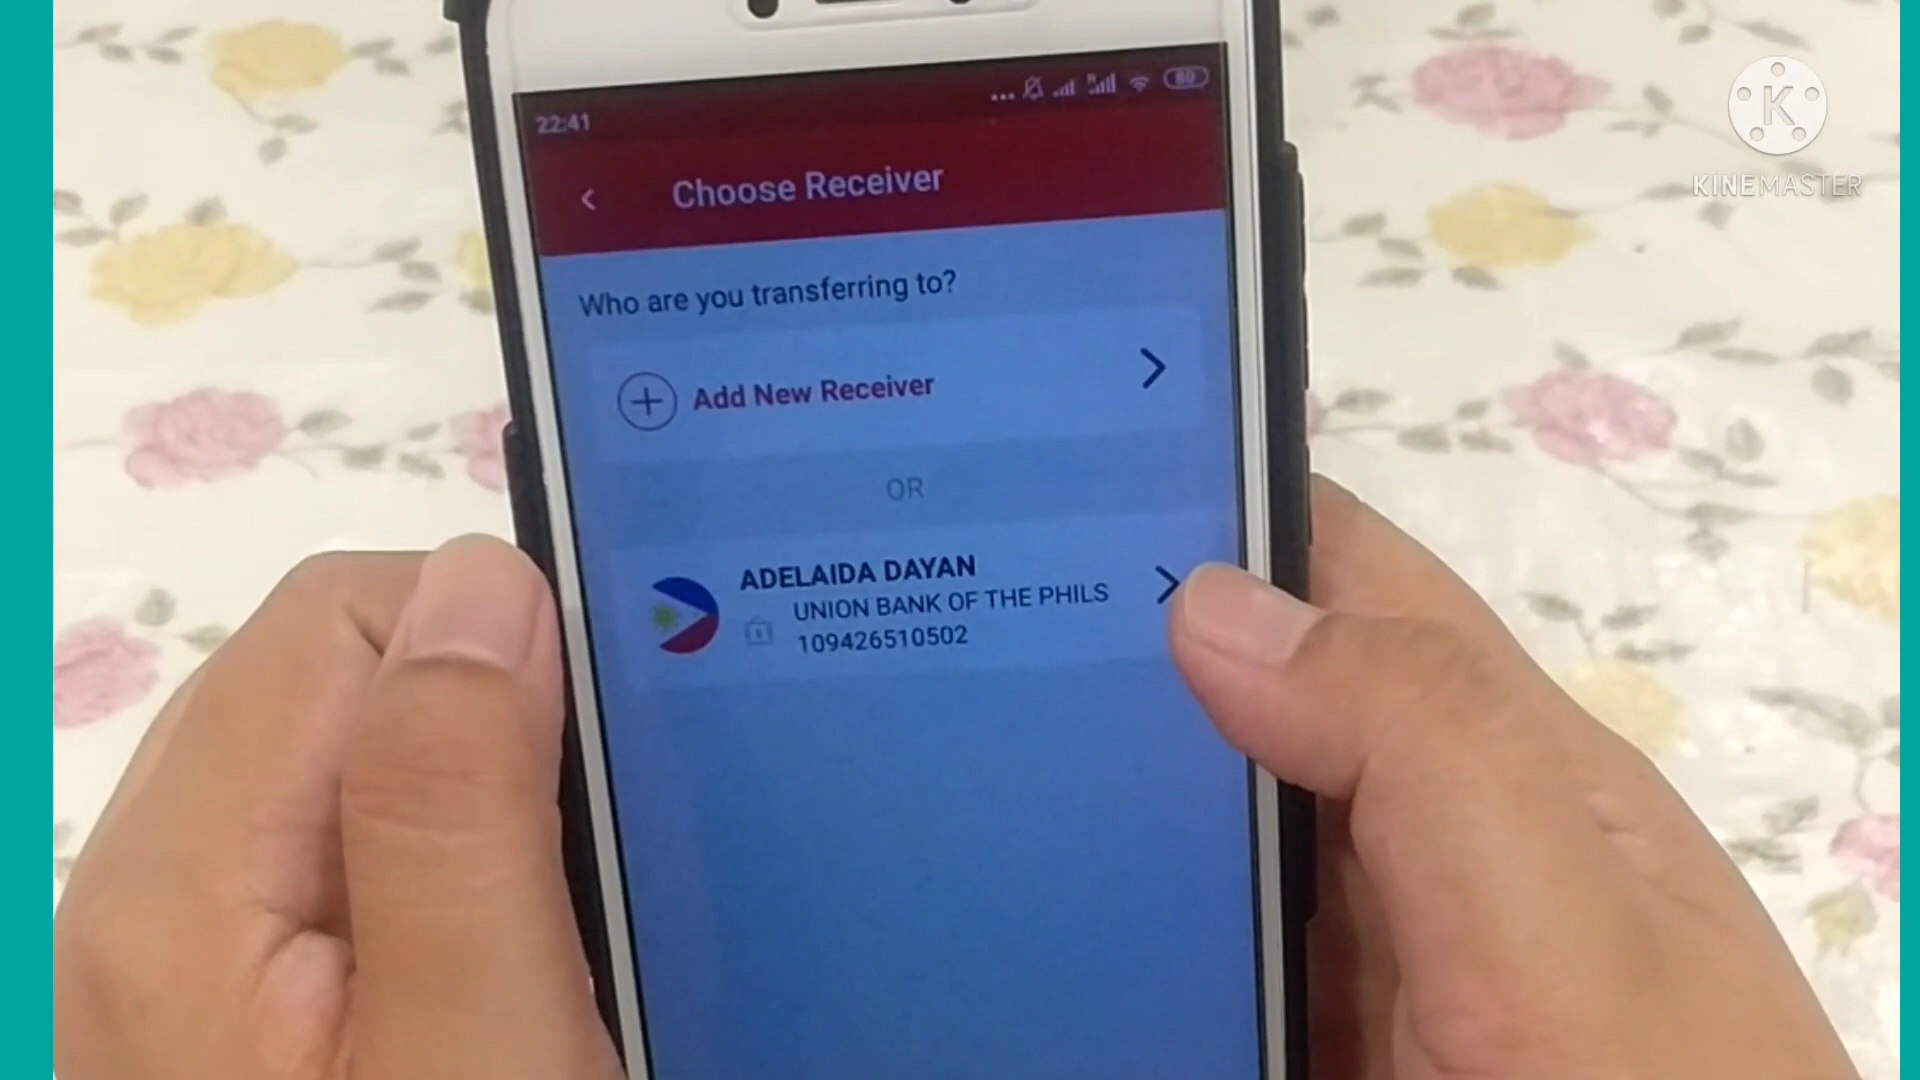 22:41
80
Choose Receiver
Who are you transferring to?
Add New Receiver
OR
ADELAIDA DAYAN
UNION BANK OF THE PHILS
109426510502
K
KINEMASTER